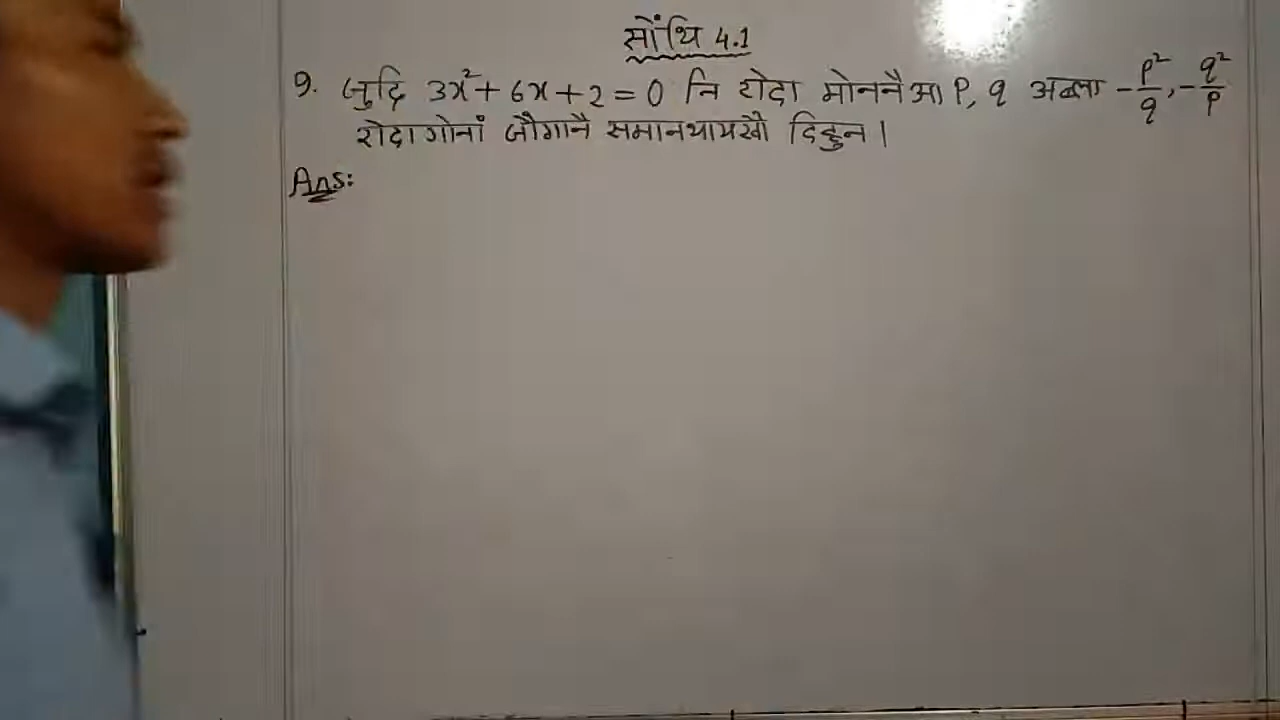 सोंथि 4.1
9. जुदि 3x² + 6x + 2 = 0 नि रोदा मोननैआ P, q अब्ला -p²/q, -q²/p
रोदा गोनां जौगानै समानथायखौ दिहुन।
Ans: